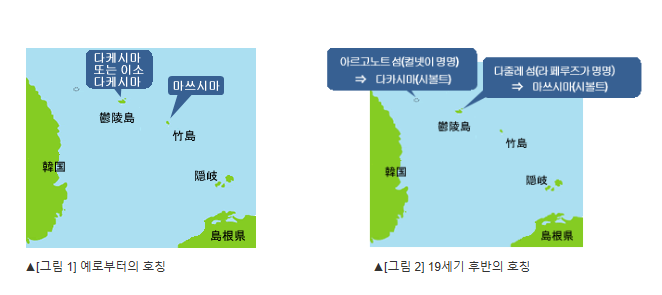 다케시마
또는 이소
다케시마
마쓰시마
鬱陵島
竹島
韓国
隠岐
島根県
▲[그림 1] 예로부터의 호칭
아르고노트 섬(컬넷이 명명)
⇒ 다카시마(시볼트)
다줄레 섬(라 페루즈가 명명)
⇒ 마쓰시마(시볼트)
鬱陵島
竹島
韓国
隠岐
島根県
▲[그림 2] 19세기 후반의 호칭